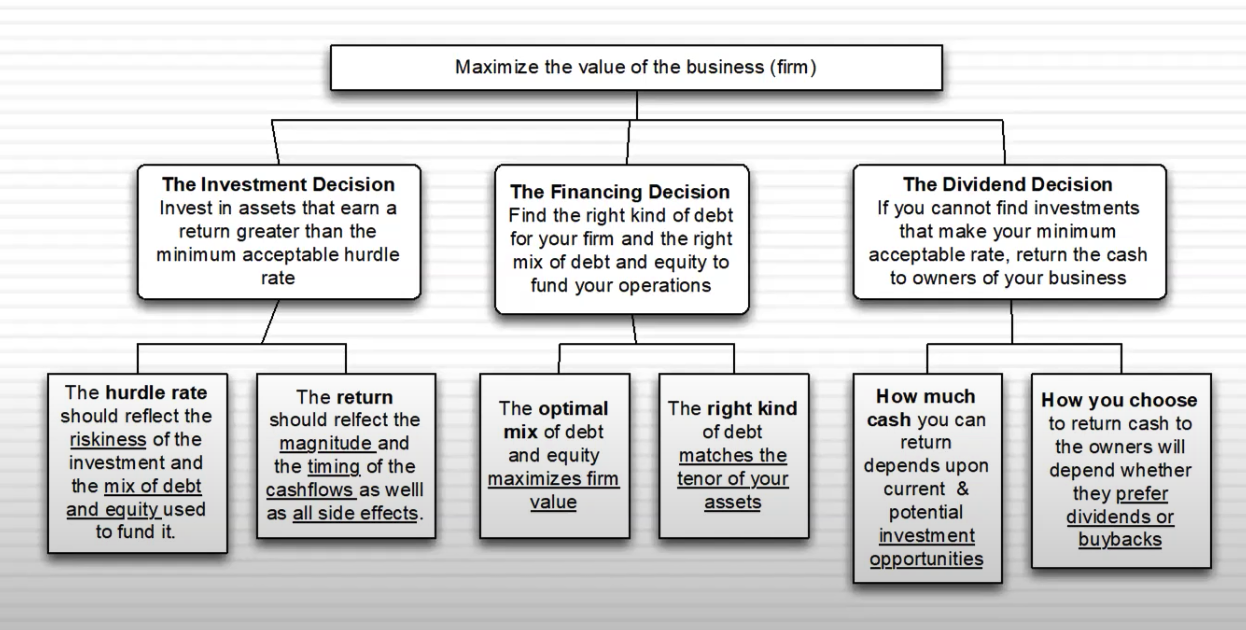 Maximize the value of the business (firm)
The Investment Decision
Invest in assets that earn a
return greater than the
minimum acceptable hurdle
rate
The Financing Decision
Find the right kind of debt
for your firm and the right
mix of debt and equity to
fund your operations
The Dividend Decision
If you cannot find investments
that make your minimum
acceptable rate, return the cash
to owners of your business
The hurdle rate
should reflect the
riskiness of the
investment and
the mix of debt
and equity used
to fund it.
The return
should relfect the
magnitude and
the timing of the
cashflows as welll
as all side effects.
The optimal
mix of debt
and equity
maximizes firm
value
The right kind
of debt
matches the
tenor of your
assets
How much
cash you can
return
depends upon
current &
potential
investment
opportunities
How you choose
to return cash to
the owners will
depend whether
they prefer
dividends or
buybacks